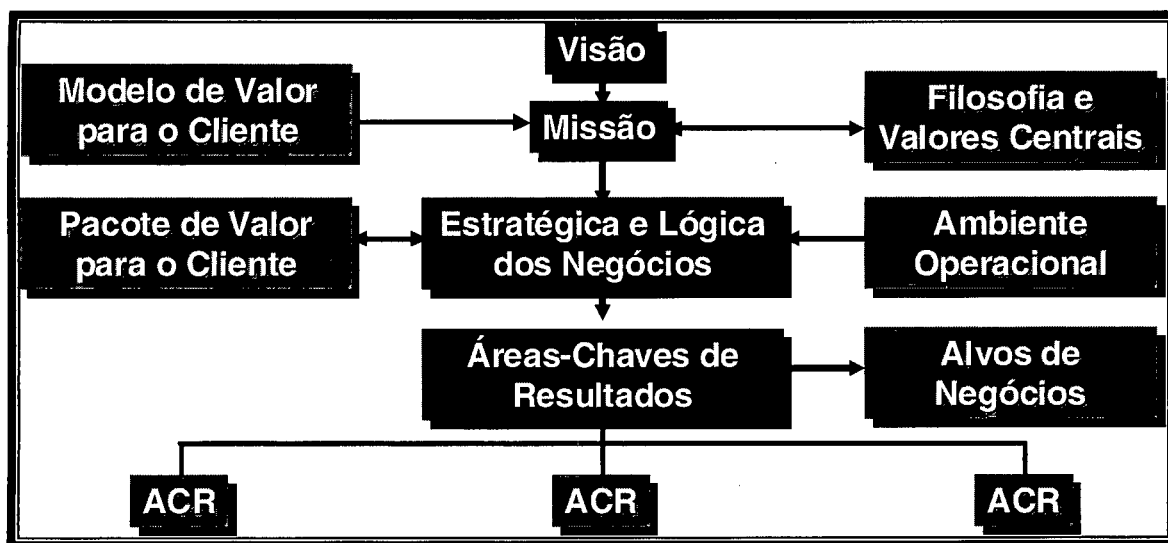 Visão
Modelo de Valor
para o Cliente
Missão
Filosofia e
Valores Centrais
Pacote de Valor
para o Cliente
Estratégica e Lógica
dos Negócios
Ambiente
Operacional
Áreas-Chaves de
Resultados
Alvos de
Negócios
ACR
ACR
ACR